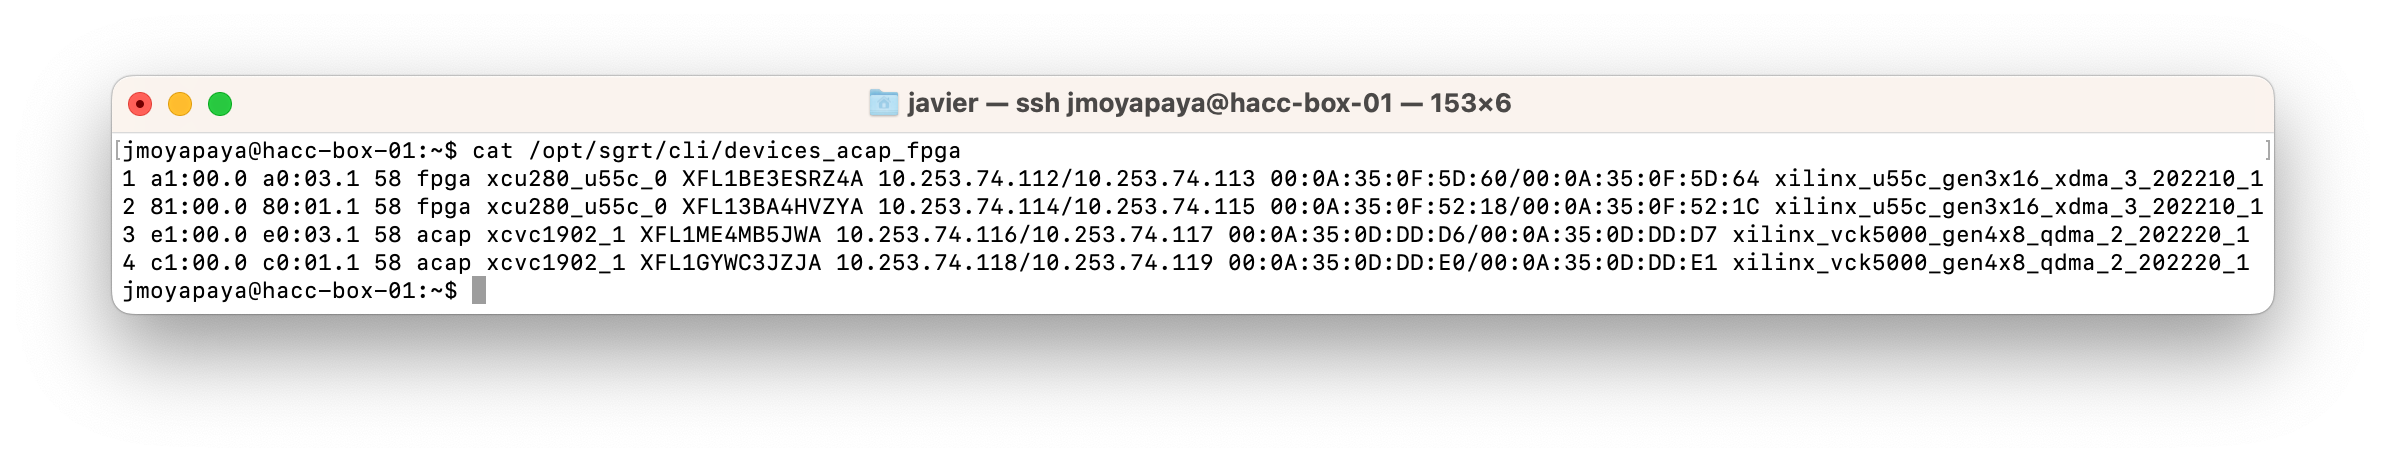 javier — ssh jmoyapaya@hacc-box-01 — 153×6
[jmoyapaya@hacc-box-01:~$ cat /opt/sgrt/cli/devices_acap_fpga ]
1 a1:00.0 a0:03.1 58 fpga xcu280_u55c_0 XFL1BE3ESRZ4A 10.253.74.112/10.253.74.113 00:0A:35:0F:5D:60/00:0A:35:0F:5D:64 xilinx_u55c_gen3x16_xdma_3_202210_1
2 81:00.0 80:01.1 58 fpga xcu280_u55c_0 XFL13BA4HVZYA 10.253.74.114/10.253.74.115 00:0A:35:0F:52:18/00:0A:35:0F:52:1C xilinx_u55c_gen3x16_xdma_3_202210_1
3 e1:00.0 e0:03.1 58 acap xcvc1902_1 XFL1ME4MB5JWA 10.253.74.116/10.253.74.117 00:0A:35:0D:DD:D6/00:0A:35:0D:DD:D7 xilinx_vck5000_gen4x8_qdma_2_202220_1
4 c1:00.0 c0:01.1 58 acap xcvc1902_1 XFL1GYWC3JZJA 10.253.74.118/10.253.74.119 00:0A:35:0D:DD:E0/00:0A:35:0D:DD:E1 xilinx_vck5000_gen4x8_qdma_2_202220_1
jmoyapaya@hacc-box-01:~$